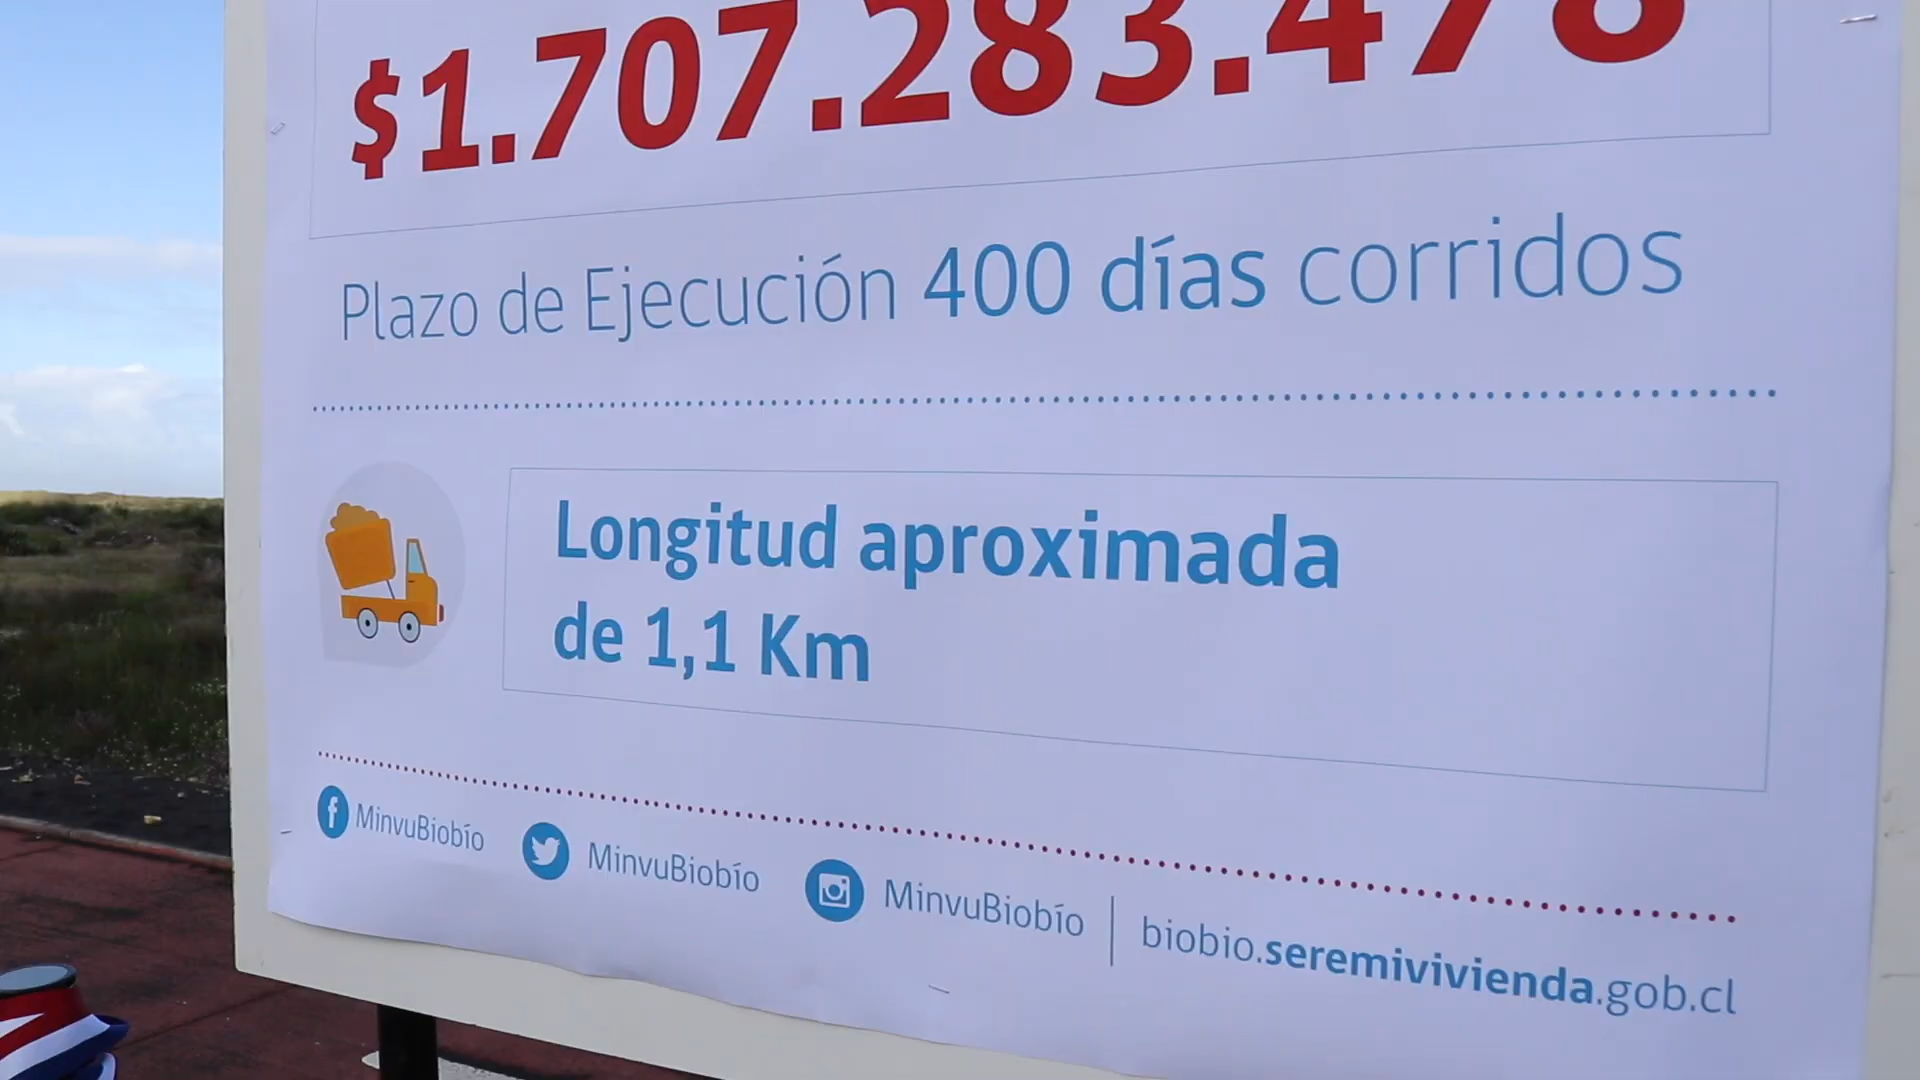 $1.707.283.478
Plazo de Ejecución 400 días corridos
Longitud aproximada
de 1,1 Km
MinvuBiobío
MinvuBiobío
MinvuBiobío
biobio.seremivivienda.gob.cl